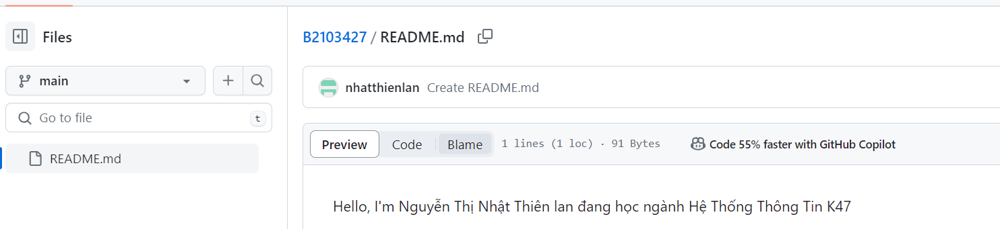 Files
main
Go to file
t
README.md
B2103427 / README.md
nhatthienlan Create README.md
Preview Code Blame 1 lines (1 loc) · 91 Bytes Code 55% faster with GitHub Copilot
Hello, I'm Nguyễn Thị Nhật Thiên lan đang học ngành Hệ Thống Thông Tin K47